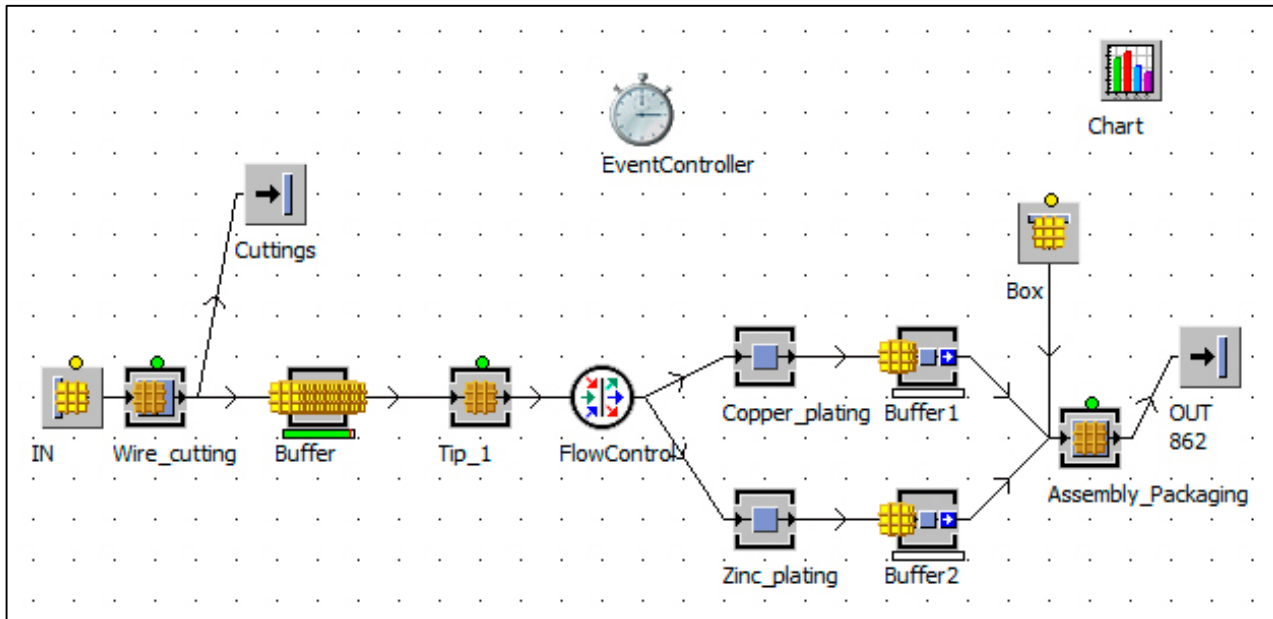 Chart
EventController
Cuttings
Box
IN
Wire_cutting
Buffer
Tip_1
FlowControl
Copper_plating
Buffer1
OUT
862
Assembly_Packaging
Zinc_plating
Buffer2